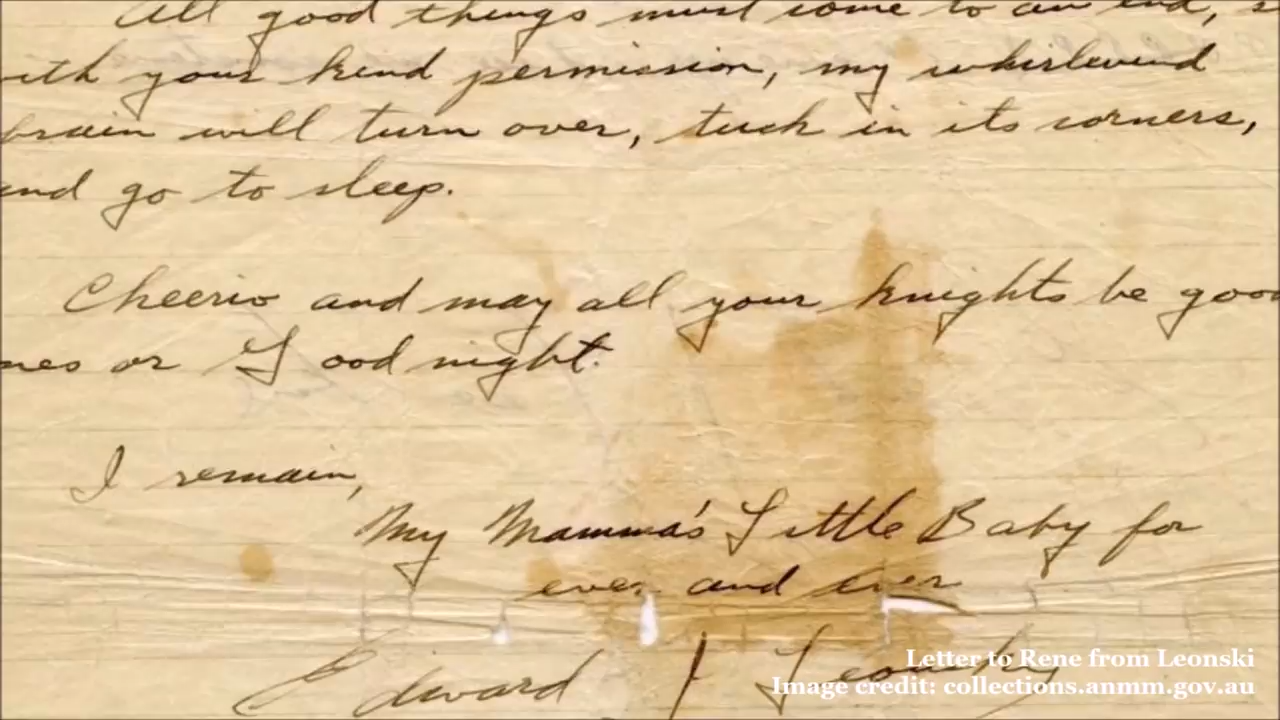 All good things must come to an end, s
ith your kind permission, my whirlwind
brain will turn over, tuck in its corners,
and go to sleep.
Cheerio and may all your knights be good
nes or Good night.
I remain,
My Mamma's Little Baby for
ever and ever
Edward J Leonski
Letter to Rene from Leonski
Image credit: collections.anmm.gov.au